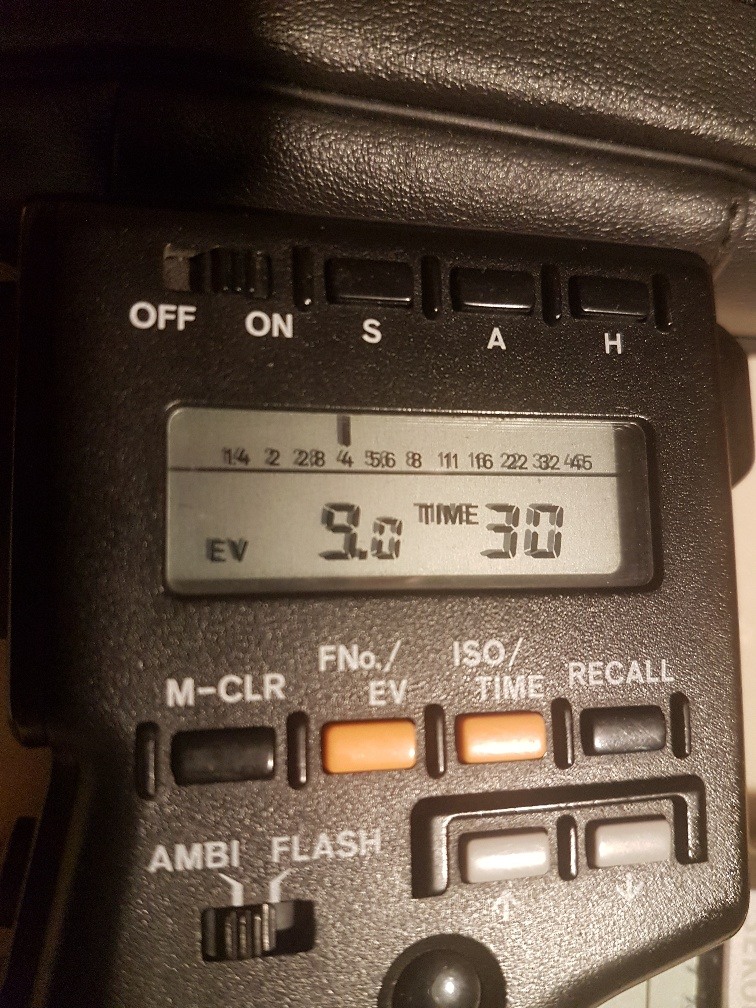 OFF ON S A H
1.4 2 2.8 4 5.6 8 11 16 22 32 45
EV 9.0 TIME 30
M-CLR FNo./ EV ISO/ TIME RECALL
AMBI FLASH
↑ ↓